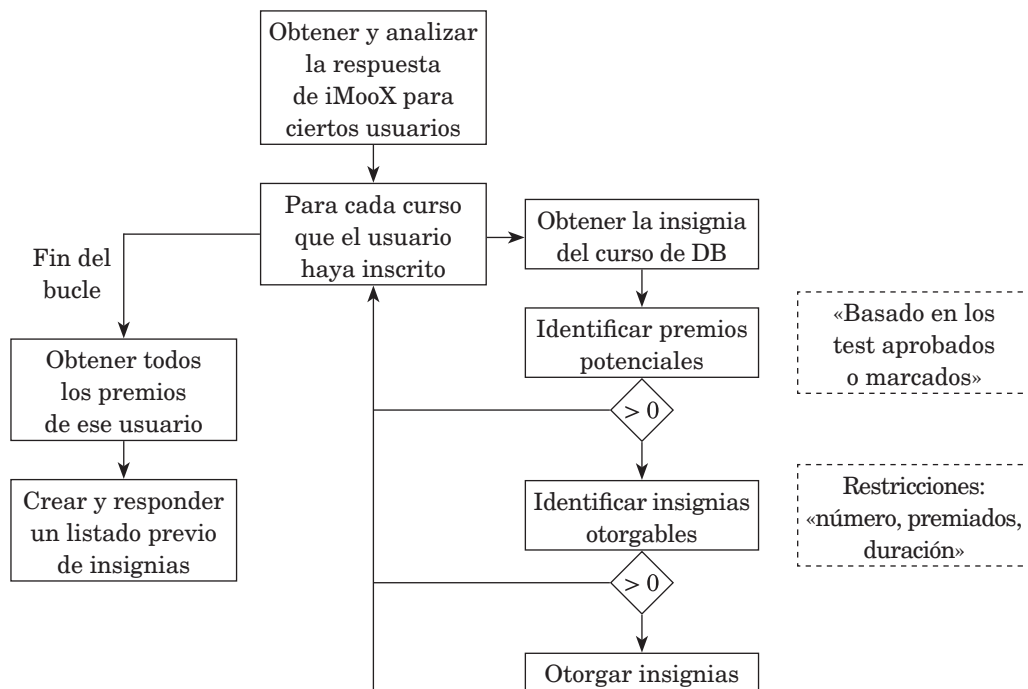 Obtener y analizar
la respuesta
de iMooX para
ciertos usuarios
Para cada curso
que el usuario
haya inscrito
Obtener la insignia
del curso de DB
Fin del
bucle
Identificar premios
potenciales
«Basado en los
test aprobados
o marcados»
Obtener todos
los premios
de ese usuario
> 0
Crear y responder
un listado previo
de insignias
Identificar insignias
otorgables
Restricciones:
«número, premiados,
duración»
> 0
Otorgar insignias